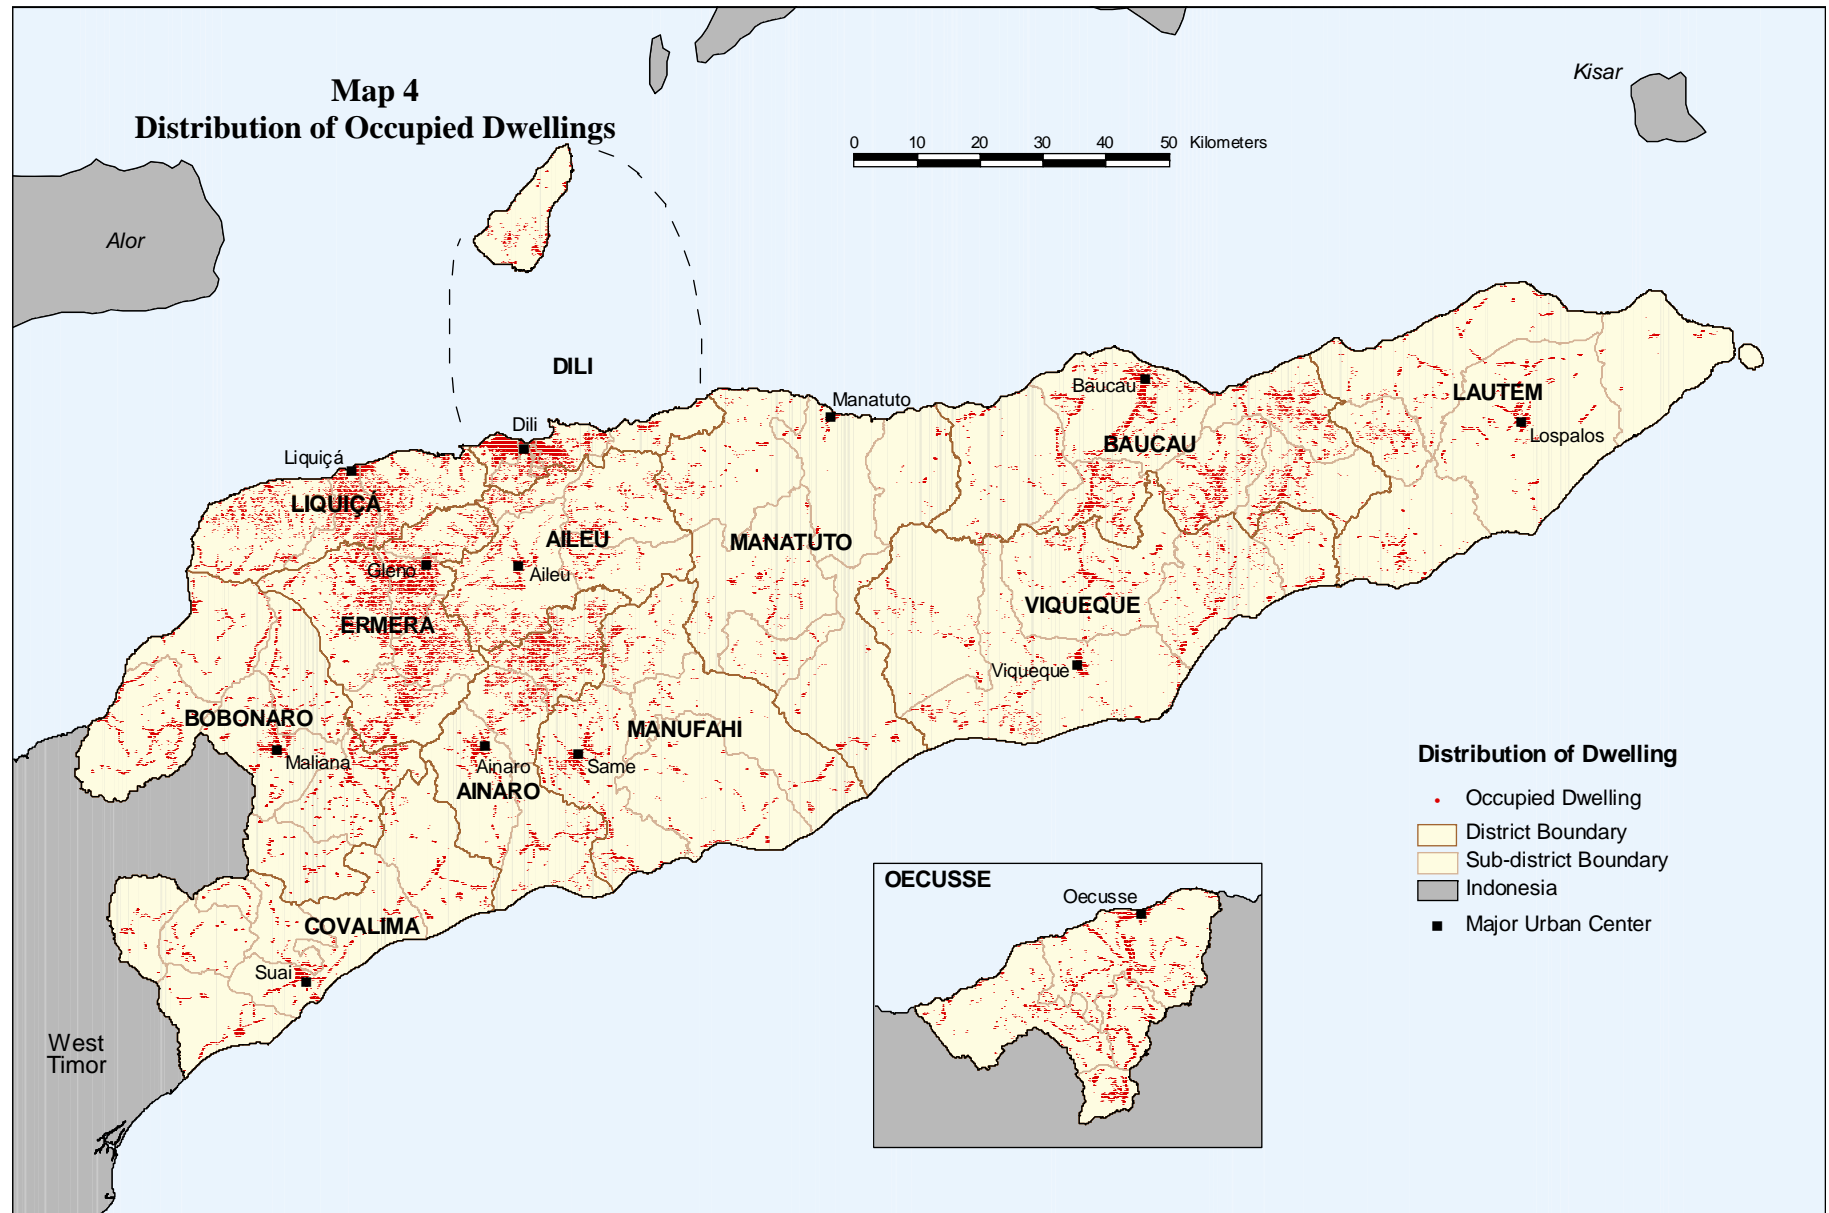 Map 4
Distribution of Occupied Dwellings
Kisar
0 10 20 30 40 50 Kilometers
Alor
DILI
Baucau
LAUTEM
Manatuto
Dili
Lospalos
BAUCAU
Liquiçá
LIQUIÇÁ
AILEU
MANATUTO
Gleno
Aileu
VIQUEQUE
ERMERA
Viqueque
BOBONARO
MANUFAHI
Maliana
Ainaro
Same
AINARO
Distribution of Dwelling
Occupied Dwelling
District Boundary
Sub-district Boundary
Indonesia
Major Urban Center
OECUSSE
Oecusse
COVALIMA
Suai
West
Timor